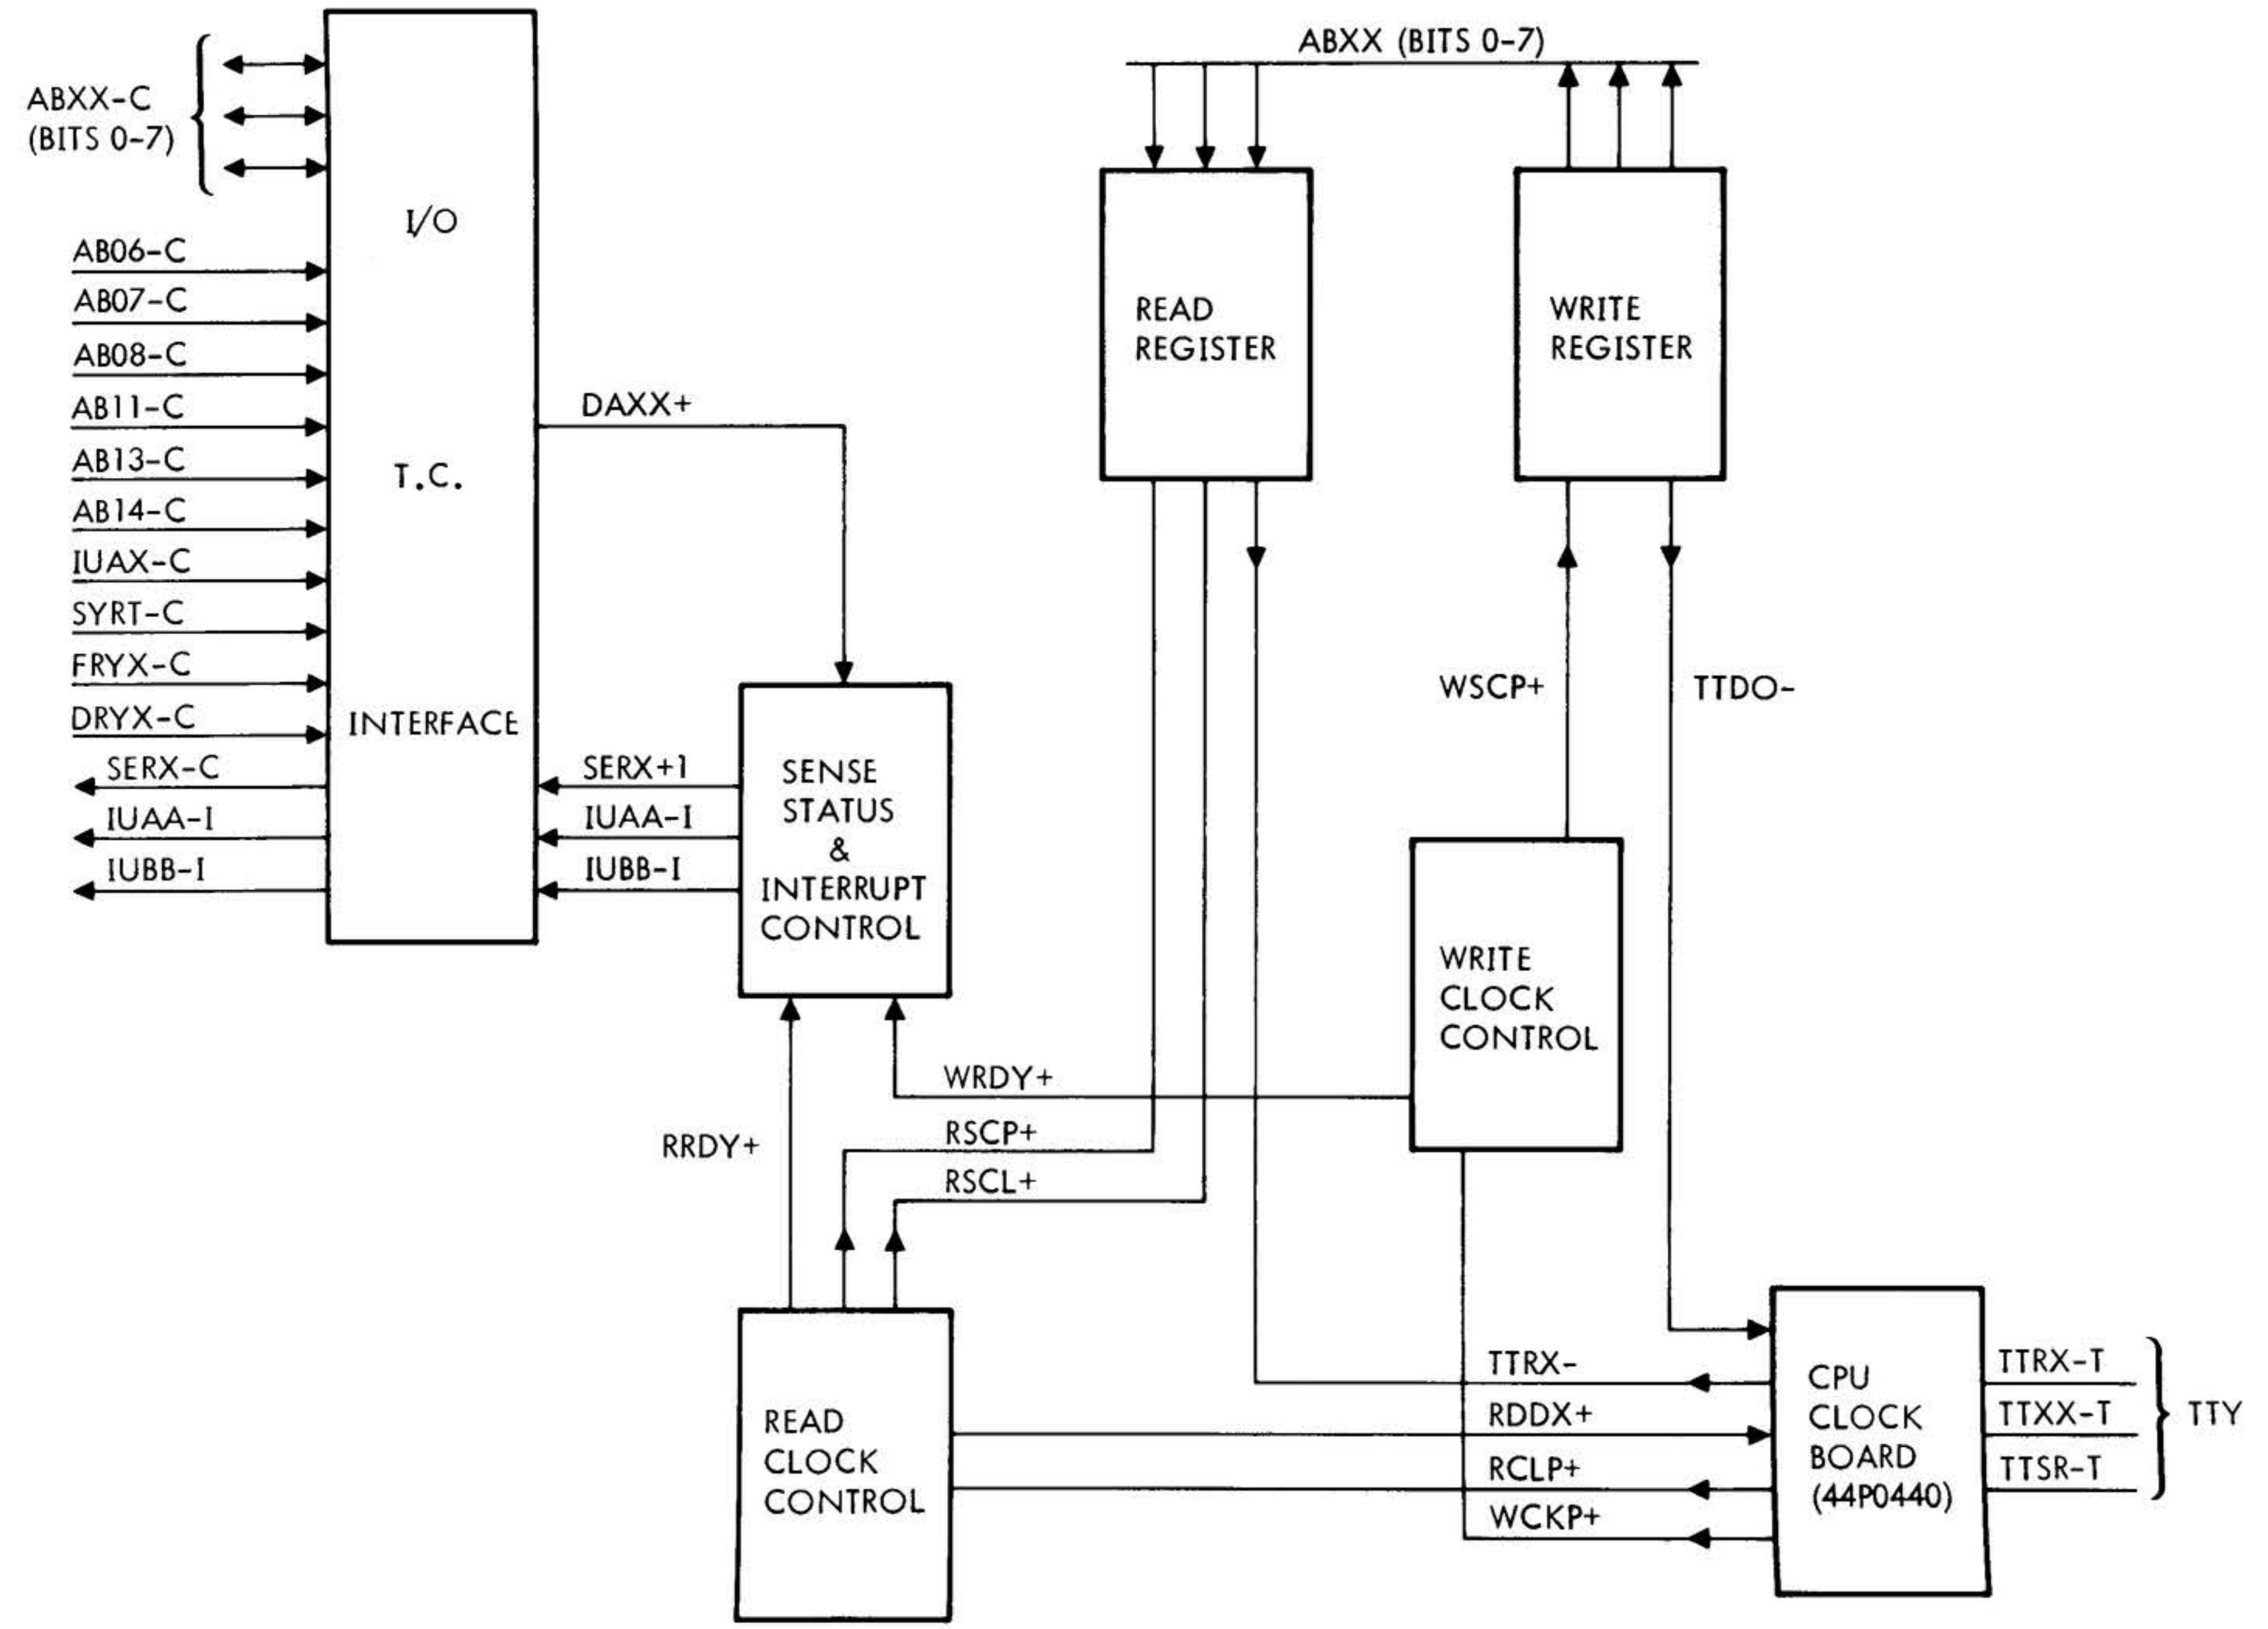 ABXX-C
(BITS 0-7)
AB06-C
AB07-C
AB08-C
AB11-C
AB13-C
AB14-C
IUAX-C
SYRT-C
FRYX-C
DRYX-C
SERX-C
IUAA-I
IUBB-I
I/O
T.C.
INTERFACE
DAXX+
SERX+1
IUAA-I
IUBB-I
SENSE
STATUS
&
INTERRUPT
CONTROL
ABXX (BITS 0-7)
READ
REGISTER
WRITE
REGISTER
WSCP+
TTDO-
WRITE
CLOCK
CONTROL
WRDY+
RRDY+
RSCP+
RSCL+
READ
CLOCK
CONTROL
TTRX-
RDDX+
RCLP+
WCKP+
CPU
CLOCK
BOARD
(44P0440)
TTRX-T
TTXX-T
TTSR-T
TTY